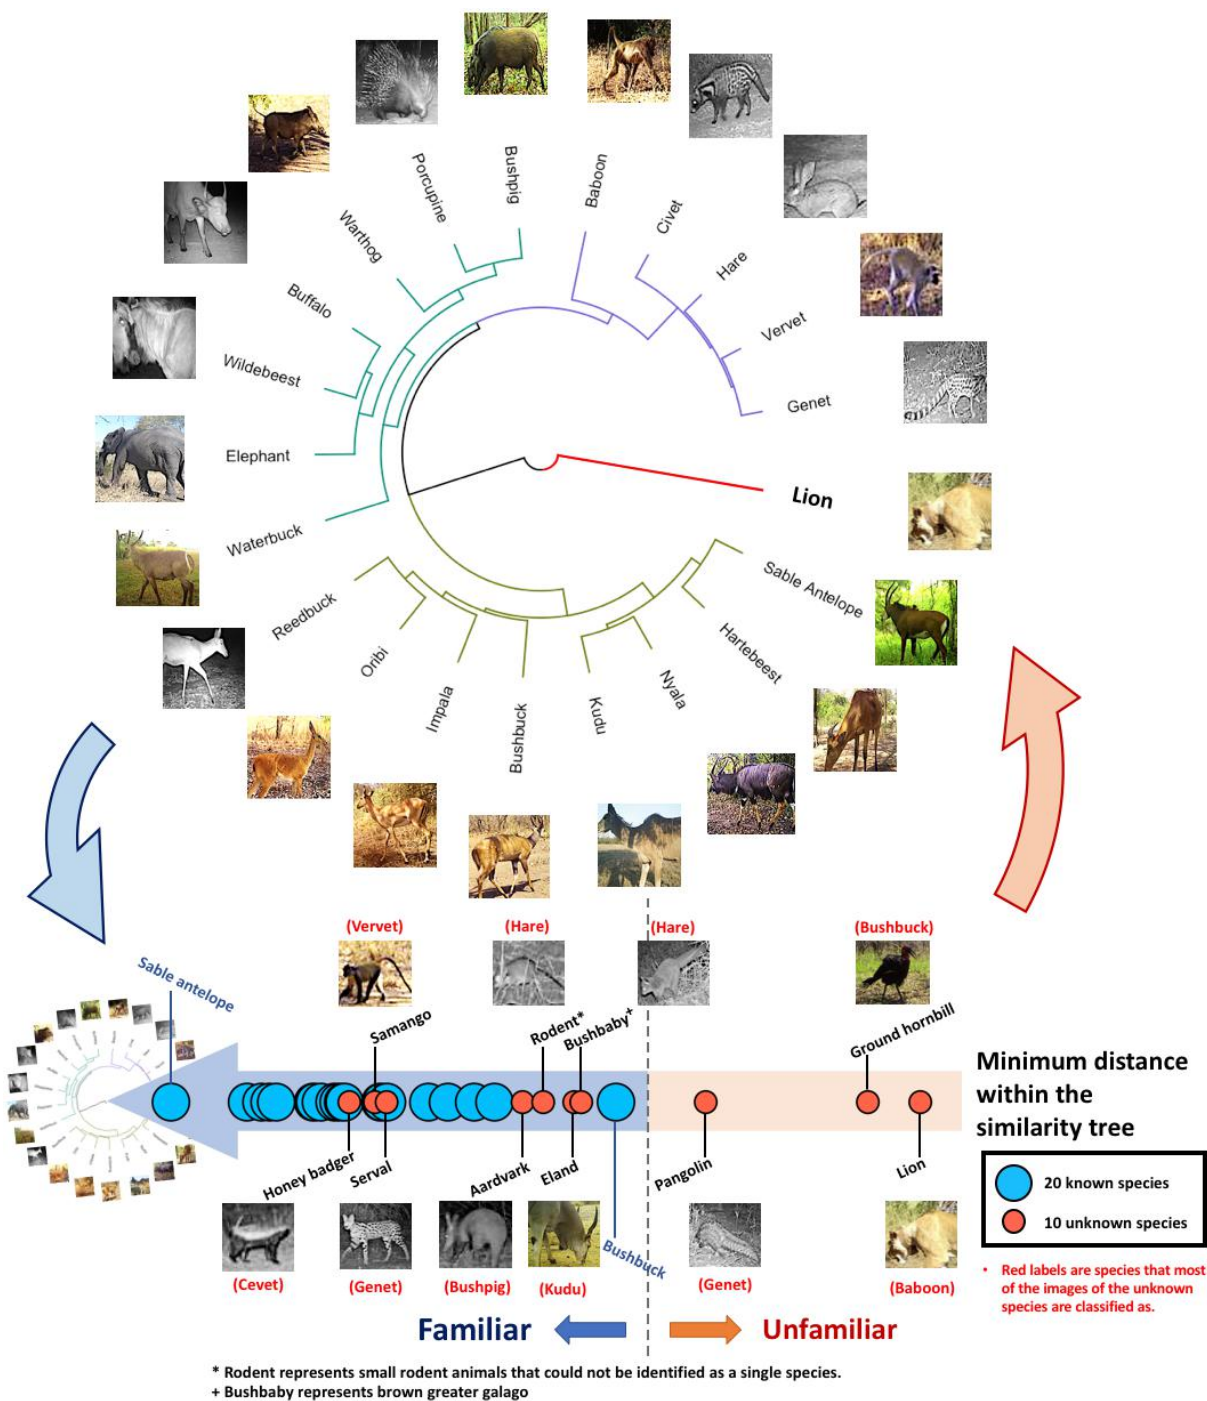 Bushpig
Baboon
Porcupine
Civet
Warthog
Hare
Buffalo
Vervet
Wildebeest
Genet
Elephant
Lion
Waterbuck
Sable Antelope
Reedbuck
Hartebeest
Oribi
Nyala
Impala
Kudu
Bushbuck
(Vervet)
(Hare)
(Hare)
(Bushbuck)
Sable antelope
Samango
Rodent*
Bushbaby+
Ground hornbill
Minimum distance
within the
similarity tree
Honey badger
Serval
Aardvark
Eland
Pangolin
Lion
20 known species
10 unknown species
Bushbuck
(Cevet)
(Genet)
(Bushpig)
(Kudu)
(Genet)
(Baboon)
• Red labels are species that most
of the images of the unknown
species are classified as.
Familiar
Unfamiliar
* Rodent represents small rodent animals that could not be identified as a single species.
+ Bushbaby represents brown greater galago